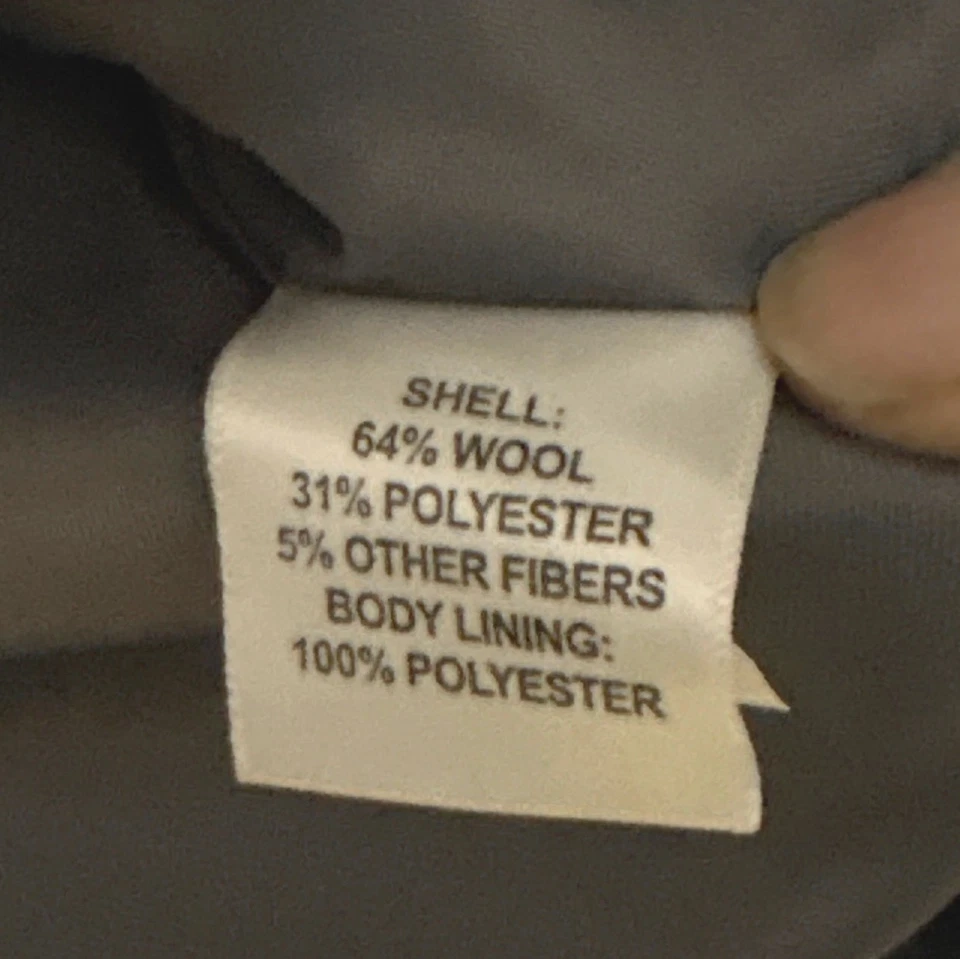 SHELL:
64% WOOL
31% POLYESTER
5% OTHER FIBERS
BODY LINING:
100% POLYESTER